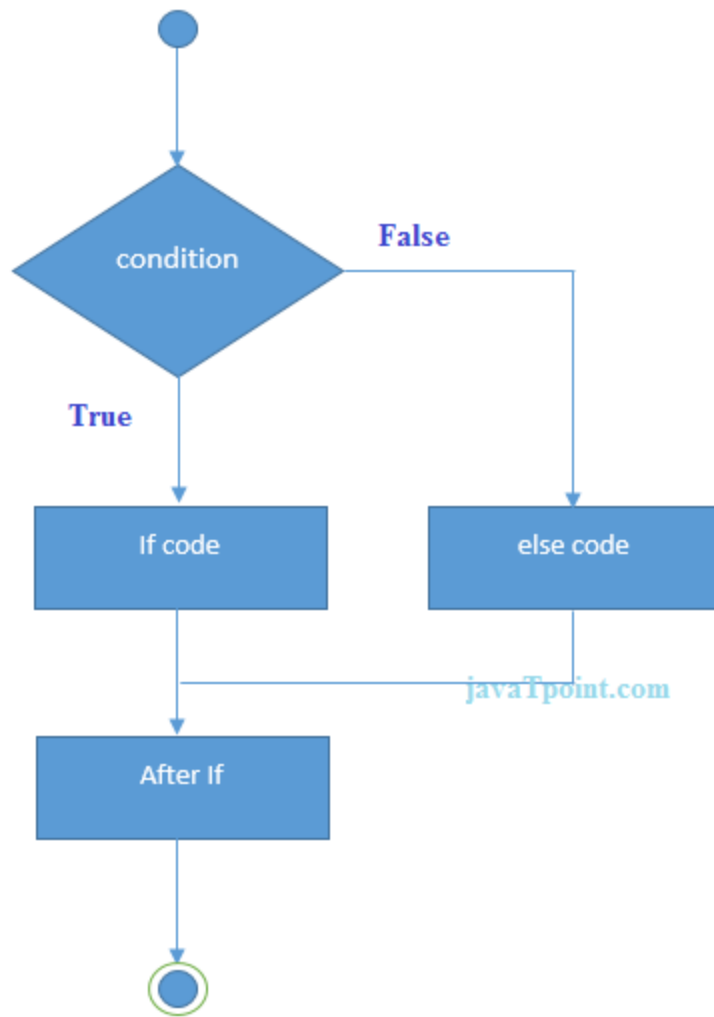 condition
False
True
If code
else code
javaTpoint.com
After If